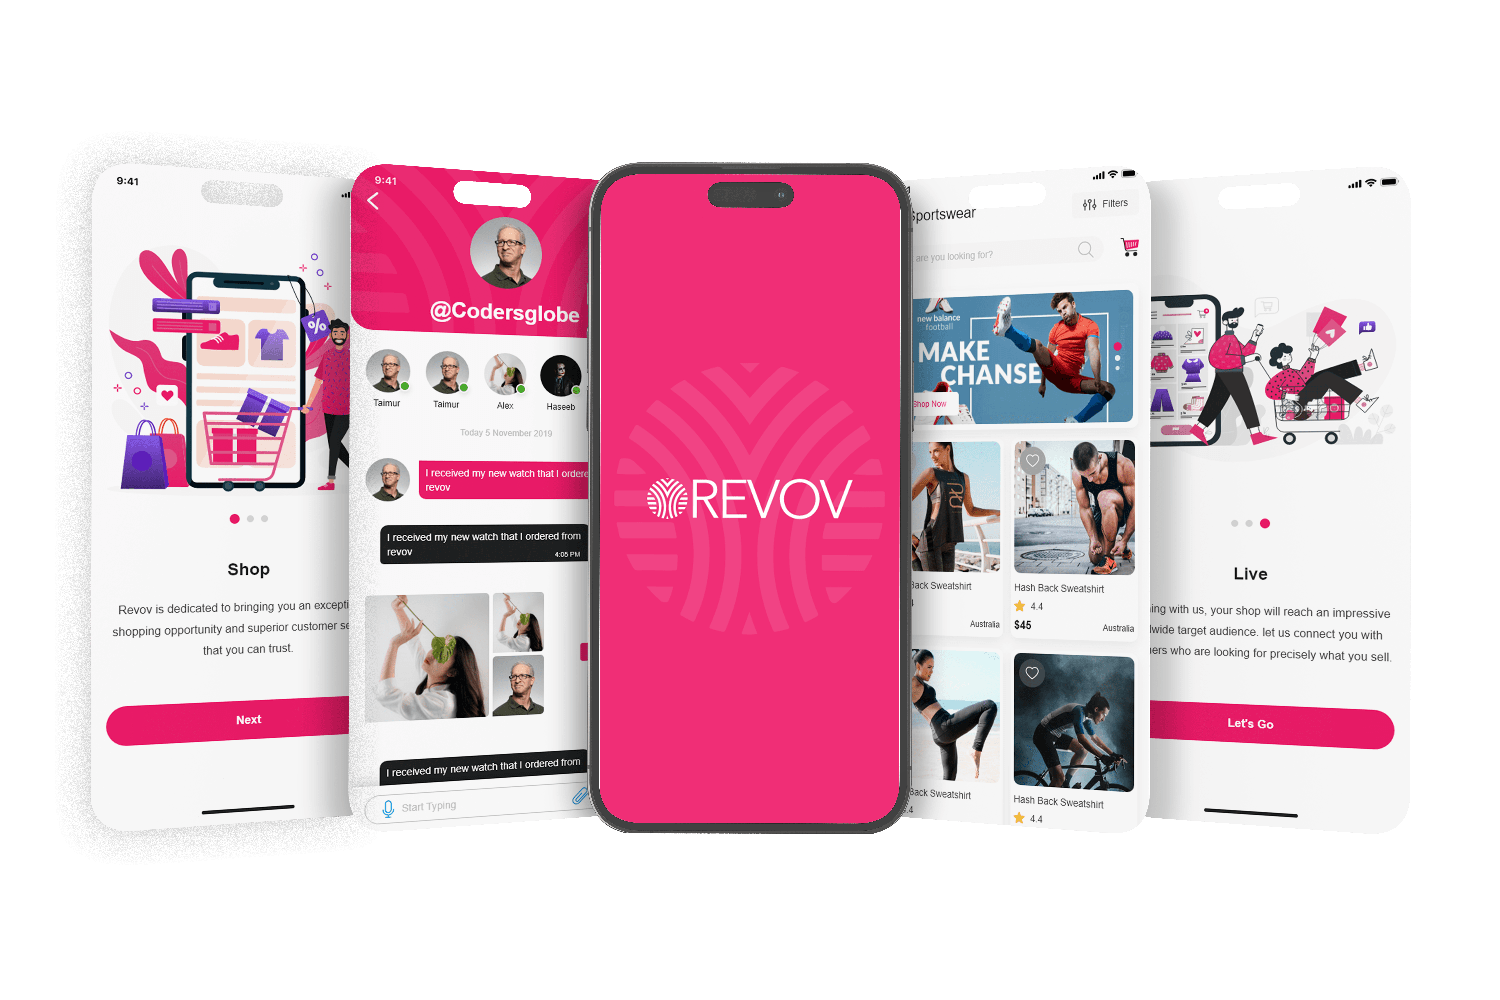 9:41
%
Shop
Revov is dedicated to bringing you an
shopping opportunity and superior customer
that you can trust.
Next
9:41
@Codersglobe
Taimur
Taimur
Alex
Haseeb
Today 5 November 2019
I received my new watch that I
revov
I received my new watch that I ordered from
revov
4:05 PM
I received my new watch that I ordered from
Start Typing
REVOV
Sportswear
Filters
are you looking for?
new balance
football
MAKE
CHANSE
Shop Now
Back Sweatshirt
Australia
Hash Back Sweatshirt
4.4
$45
Australia
Back Sweatshirt
Hash Back Sweatshirt
4.4
Live
with us, your shop will reach an impressive
target audience. let us connect you with
who are looking for precisely what you sell.
Let's Go